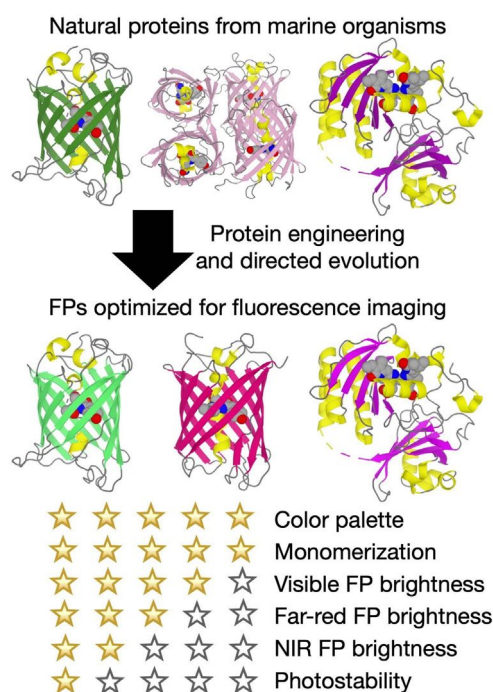 Natural proteins from marine organisms
Protein engineering
and directed evolution
FPs optimized for fluorescence imaging
Color palette
Monomerization
Visible FP brightness
Far-red FP brightness
NIR FP brightness
Photostability